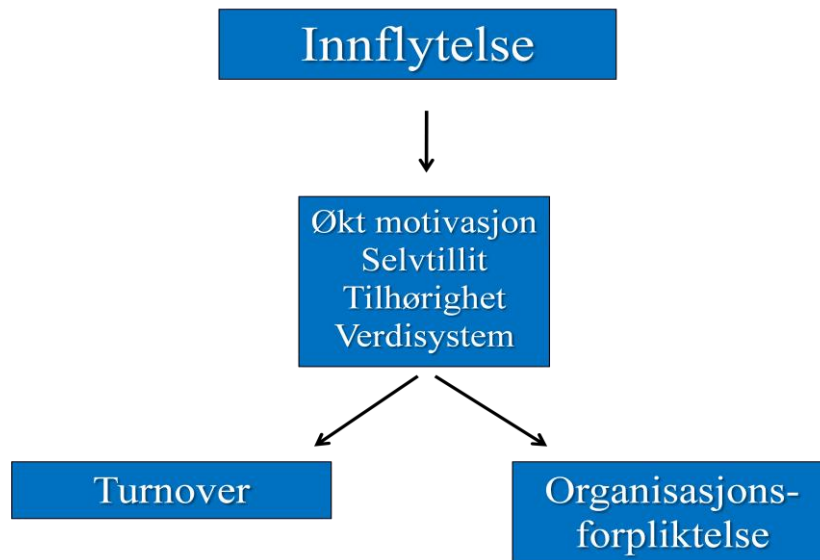 Innflytelse
Økt motivasjon
Selvtillit
Tilhørighet
Verdisystem
Turnover
Organisasjons-
forpliktelse